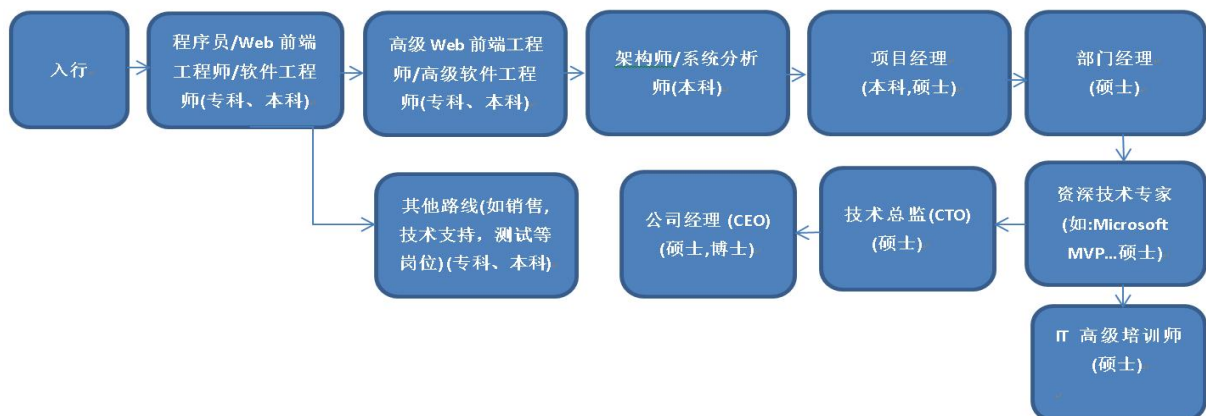 入行
程序员/Web 前端
工程师/软件工程
师(专科、本科)
高级 Web 前端工程
师/高级软件工程
师(专科、本科)
架构师/系统分析
师(本科)
项目经理
(本科,硕士)
部门经理
(硕士)
其他路线(如销售,
技术支持，测试等
岗位)(专科、本科)
公司经理 (CEO)
(硕士,博士)
技术总监(CTO)
(硕士)
资深技术专家
(如:Microsoft
MVP...硕士)
IT 高级培训师
(硕士)